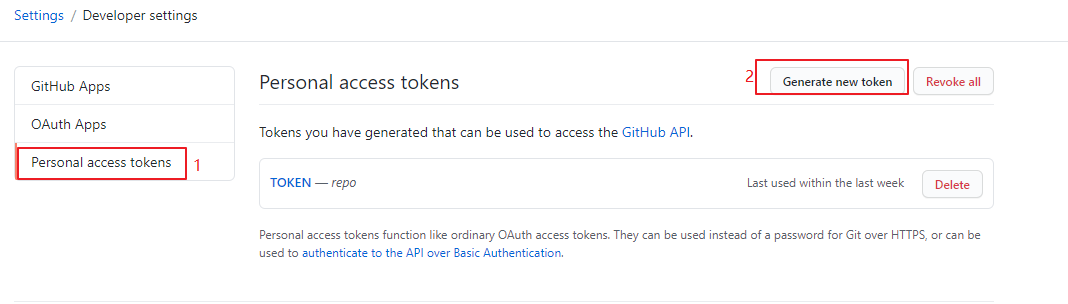 Settings / Developer settings
GitHub Apps
OAuth Apps
Personal access tokens 1
Personal access tokens
2 Generate new token Revoke all
Tokens you have generated that can be used to access the GitHub API.
TOKEN — repo Last used within the last week Delete
Personal access tokens function like ordinary OAuth access tokens. They can be used instead of a password for Git over HTTPS, or can be
used to authenticate to the API over Basic Authentication.